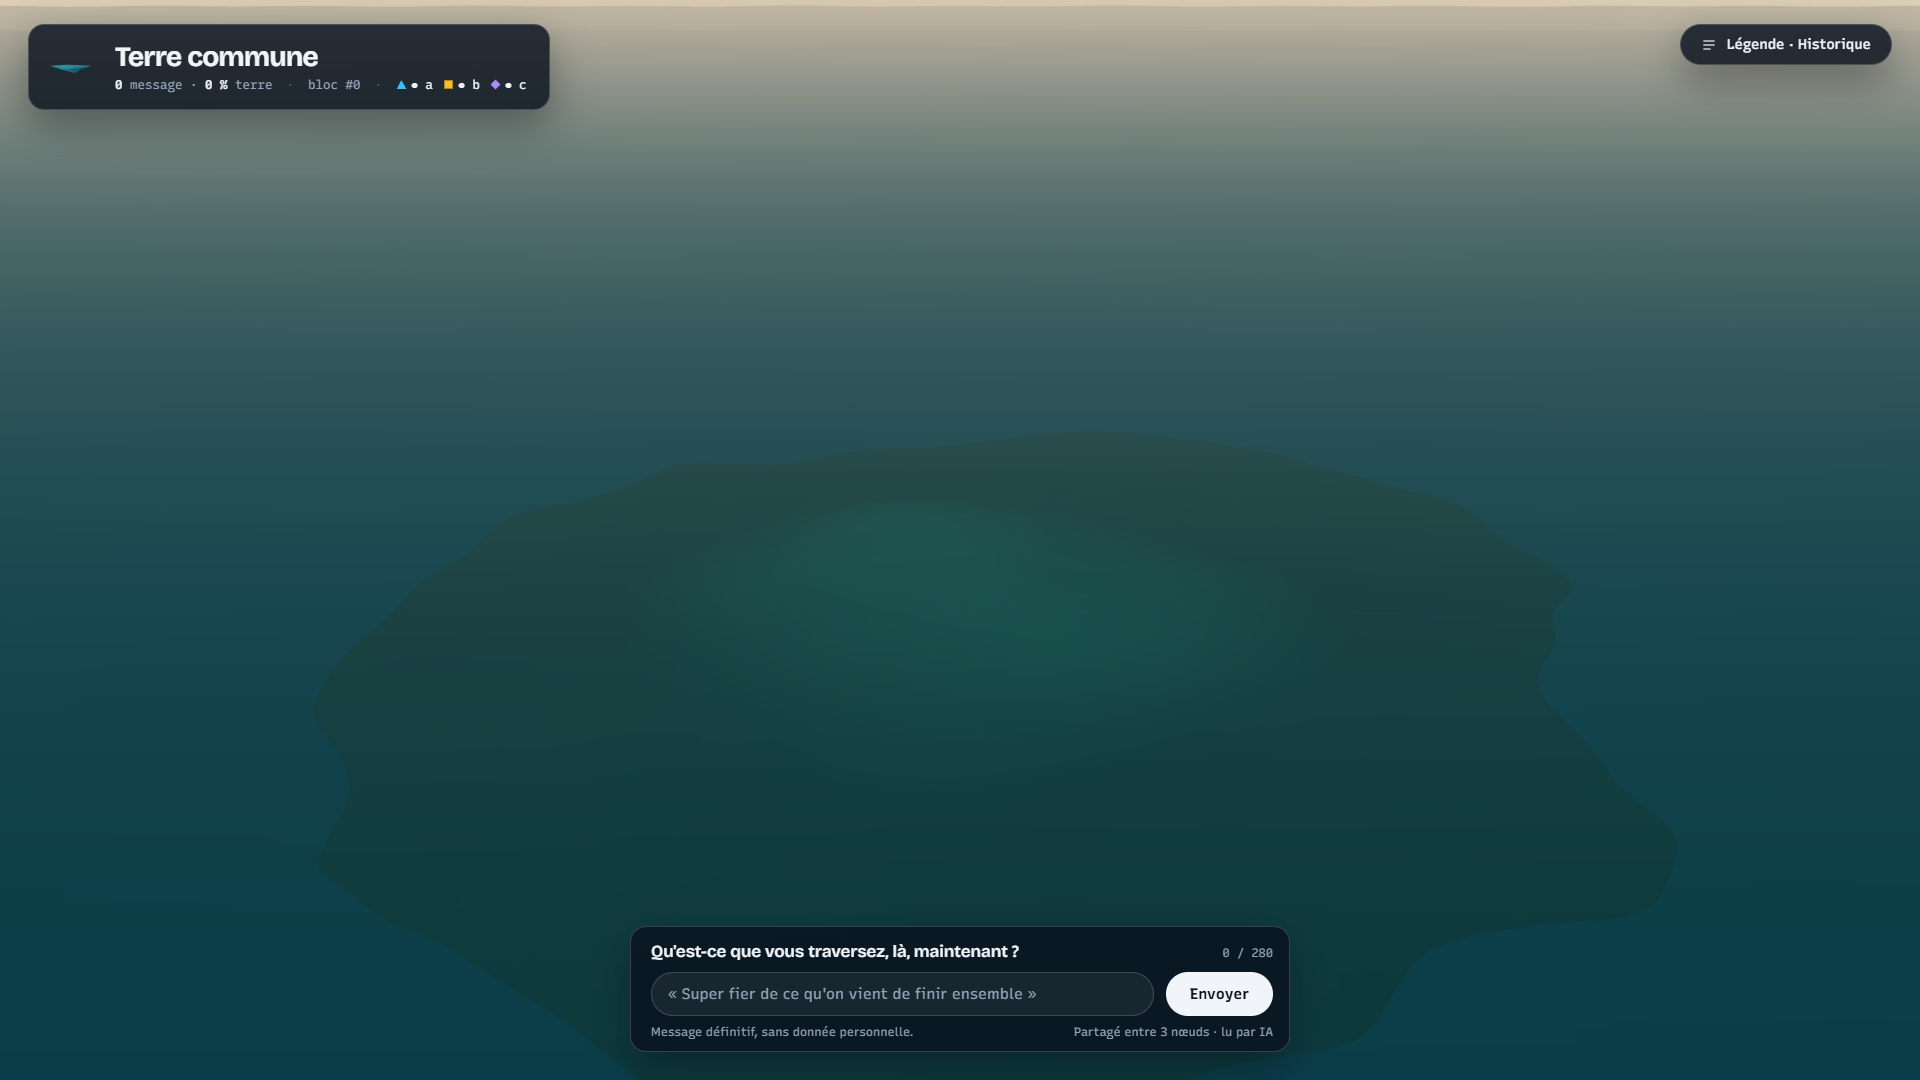 Terre commune
0 message · 0 % terre · bloc #0 · a b c
Légende · Historique
Qu'est-ce que vous traversez, là, maintenant ?
0 / 280
« Super fier de ce qu'on vient de finir ensemble »
Envoyer
Message définitif, sans donnée personnelle.
Partagé entre 3 nœuds · lu par IA